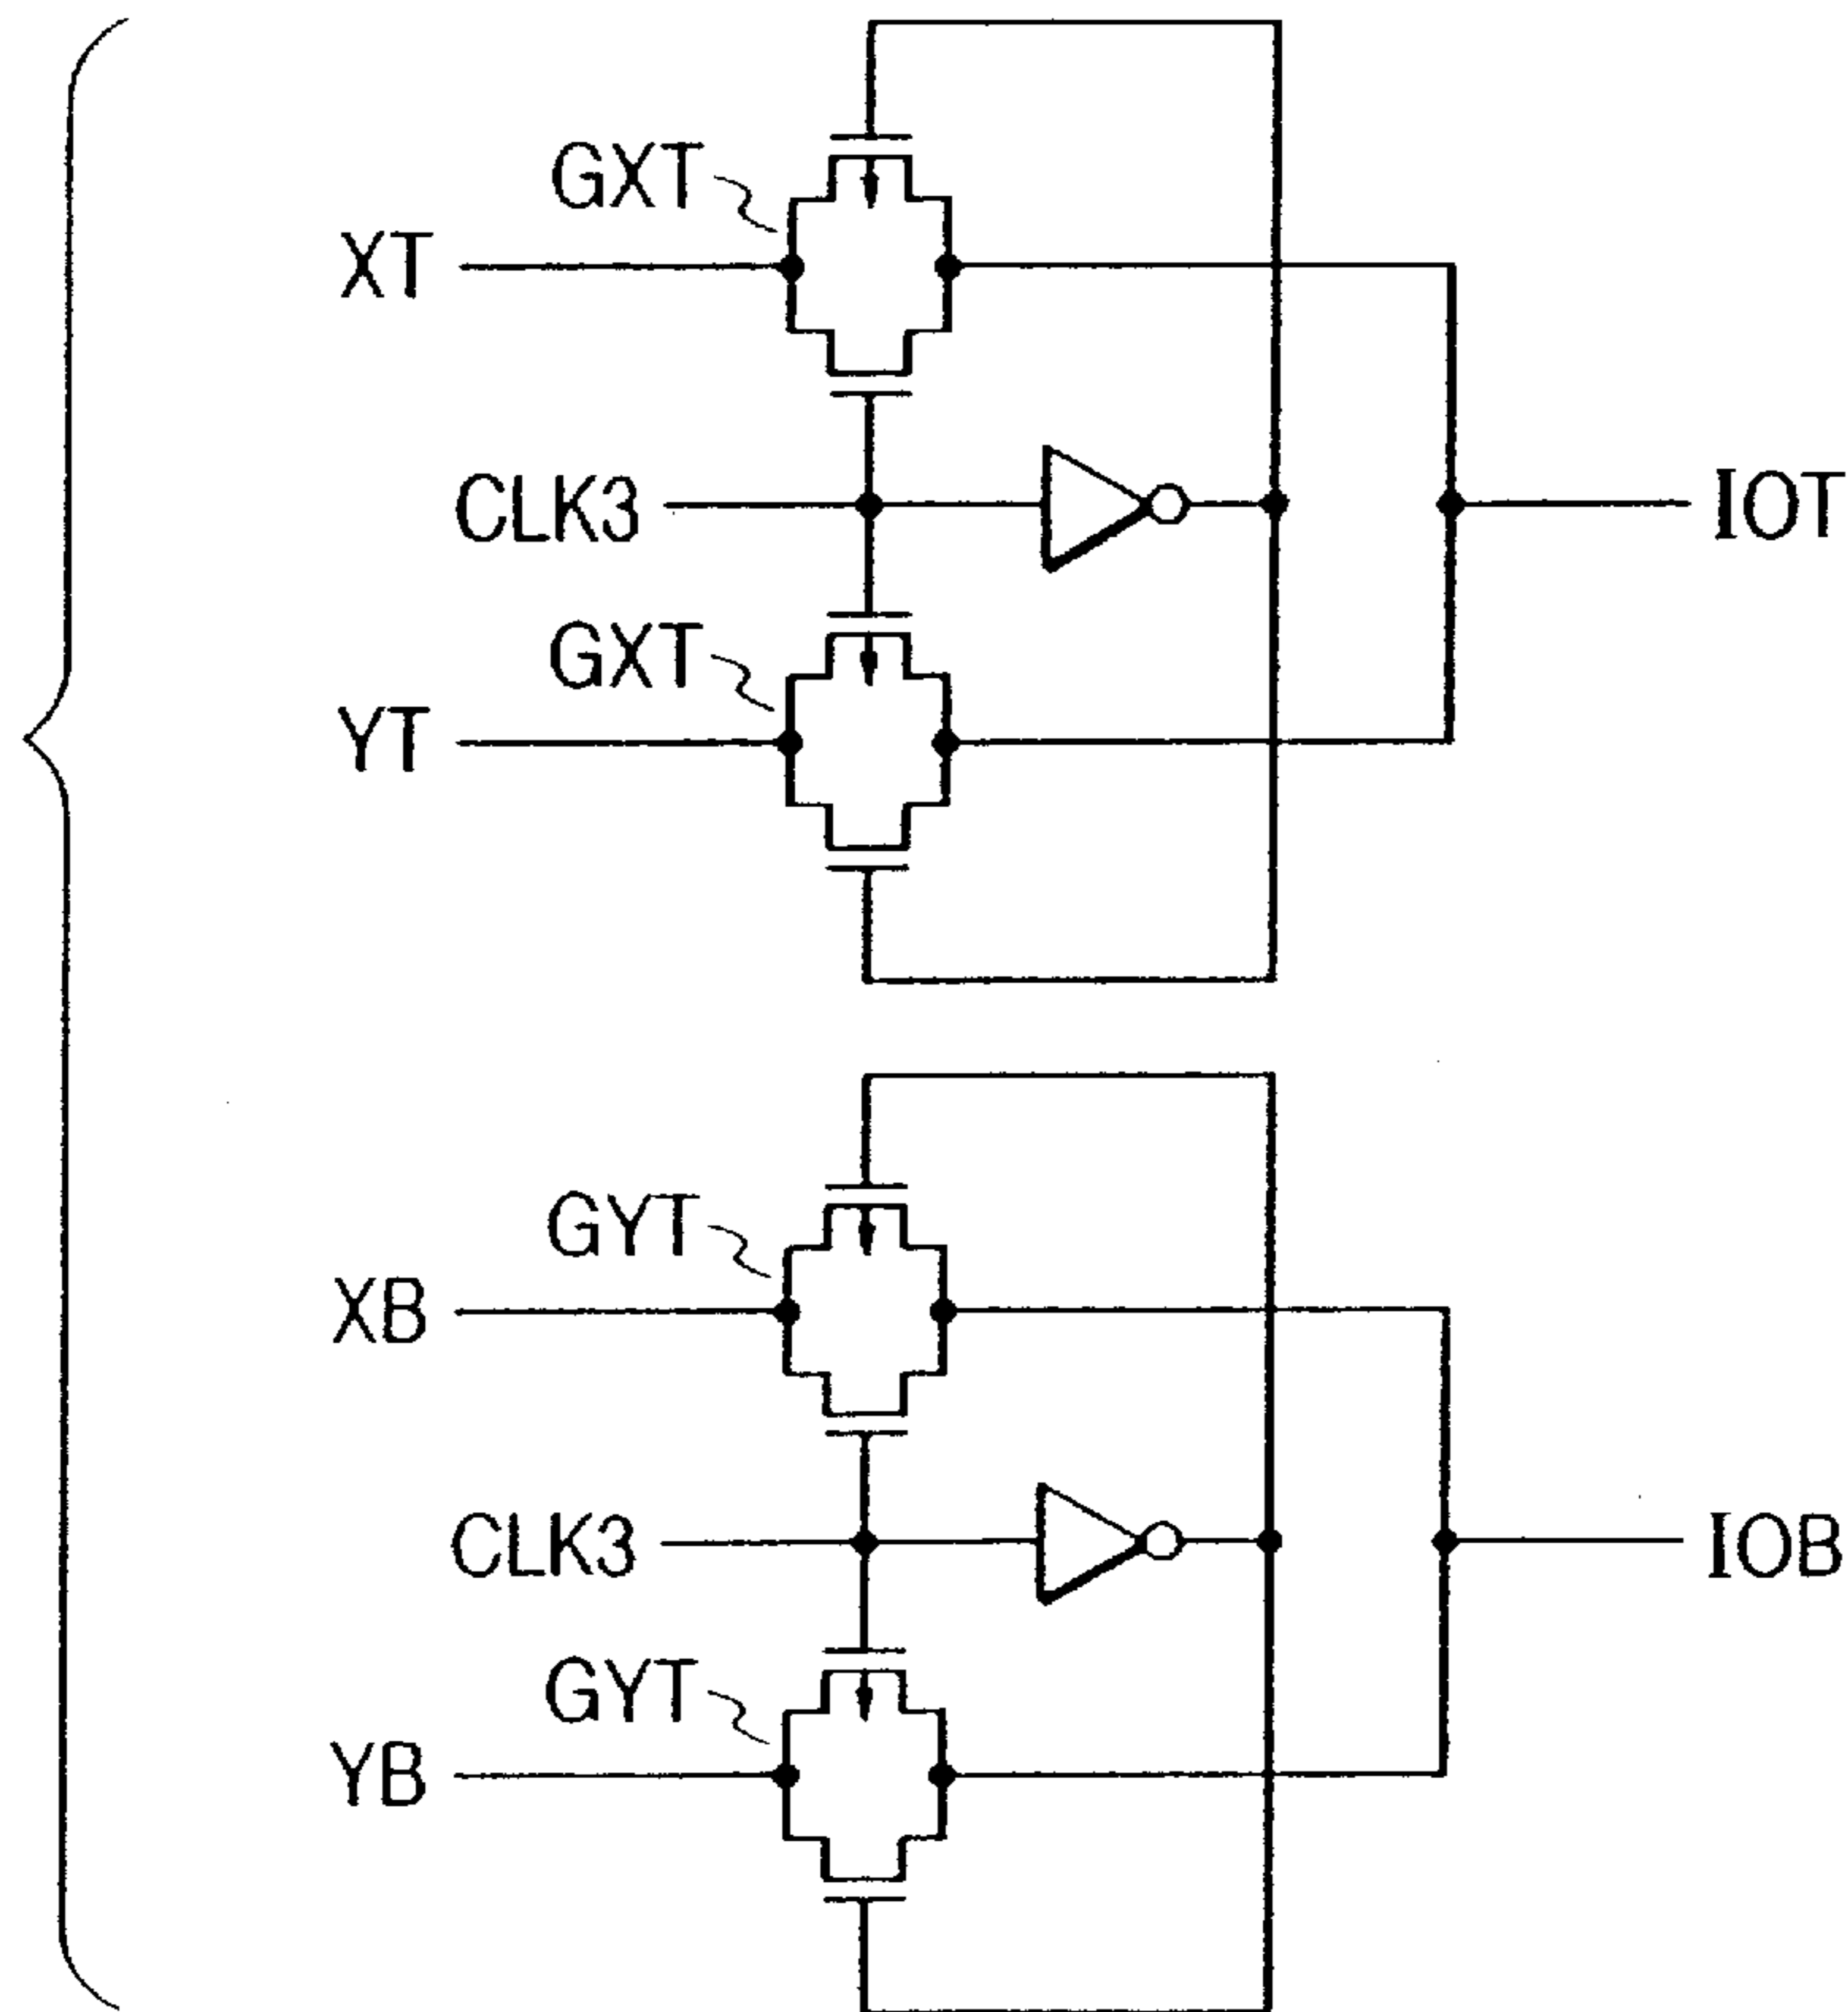 GXT
XT
CLK3
IOT
GXT
YT
GYT
XB
CLK3
IOB
GYT
YB